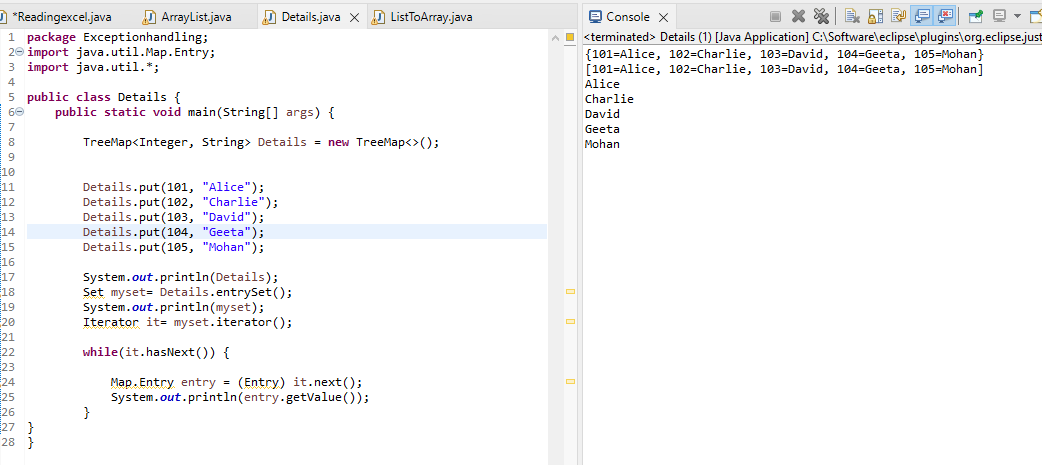 *Readingexcel.java ArrayList.java Details.java ListToArray.java
1 package Exceptionhandling;
2 import java.util.Map.Entry;
3 import java.util.*;
4
5 public class Details {
6 public static void main(String[] args) {
7
8 TreeMap<Integer, String> Details = new TreeMap<>();
9
10
11 Details.put(101, "Alice");
12 Details.put(102, "Charlie");
13 Details.put(103, "David");
14 Details.put(104, "Geeta");
15 Details.put(105, "Mohan");
16
17 System.out.println(Details);
18 Set myset= Details.entrySet();
19 System.out.println(myset);
20 Iterator it= myset.iterator();
21
22 while(it.hasNext()) {
23
24 Map.Entry entry = (Entry) it.next();
25 System.out.println(entry.getValue());
26 }
27 }
28 }
Console
<terminated> Details (1) [Java Application] C:\Software\eclipse\plugins\org.eclipse.just
{101=Alice, 102=Charlie, 103=David, 104=Geeta, 105=Mohan}
[101=Alice, 102=Charlie, 103=David, 104=Geeta, 105=Mohan]
Alice
Charlie
David
Geeta
Mohan